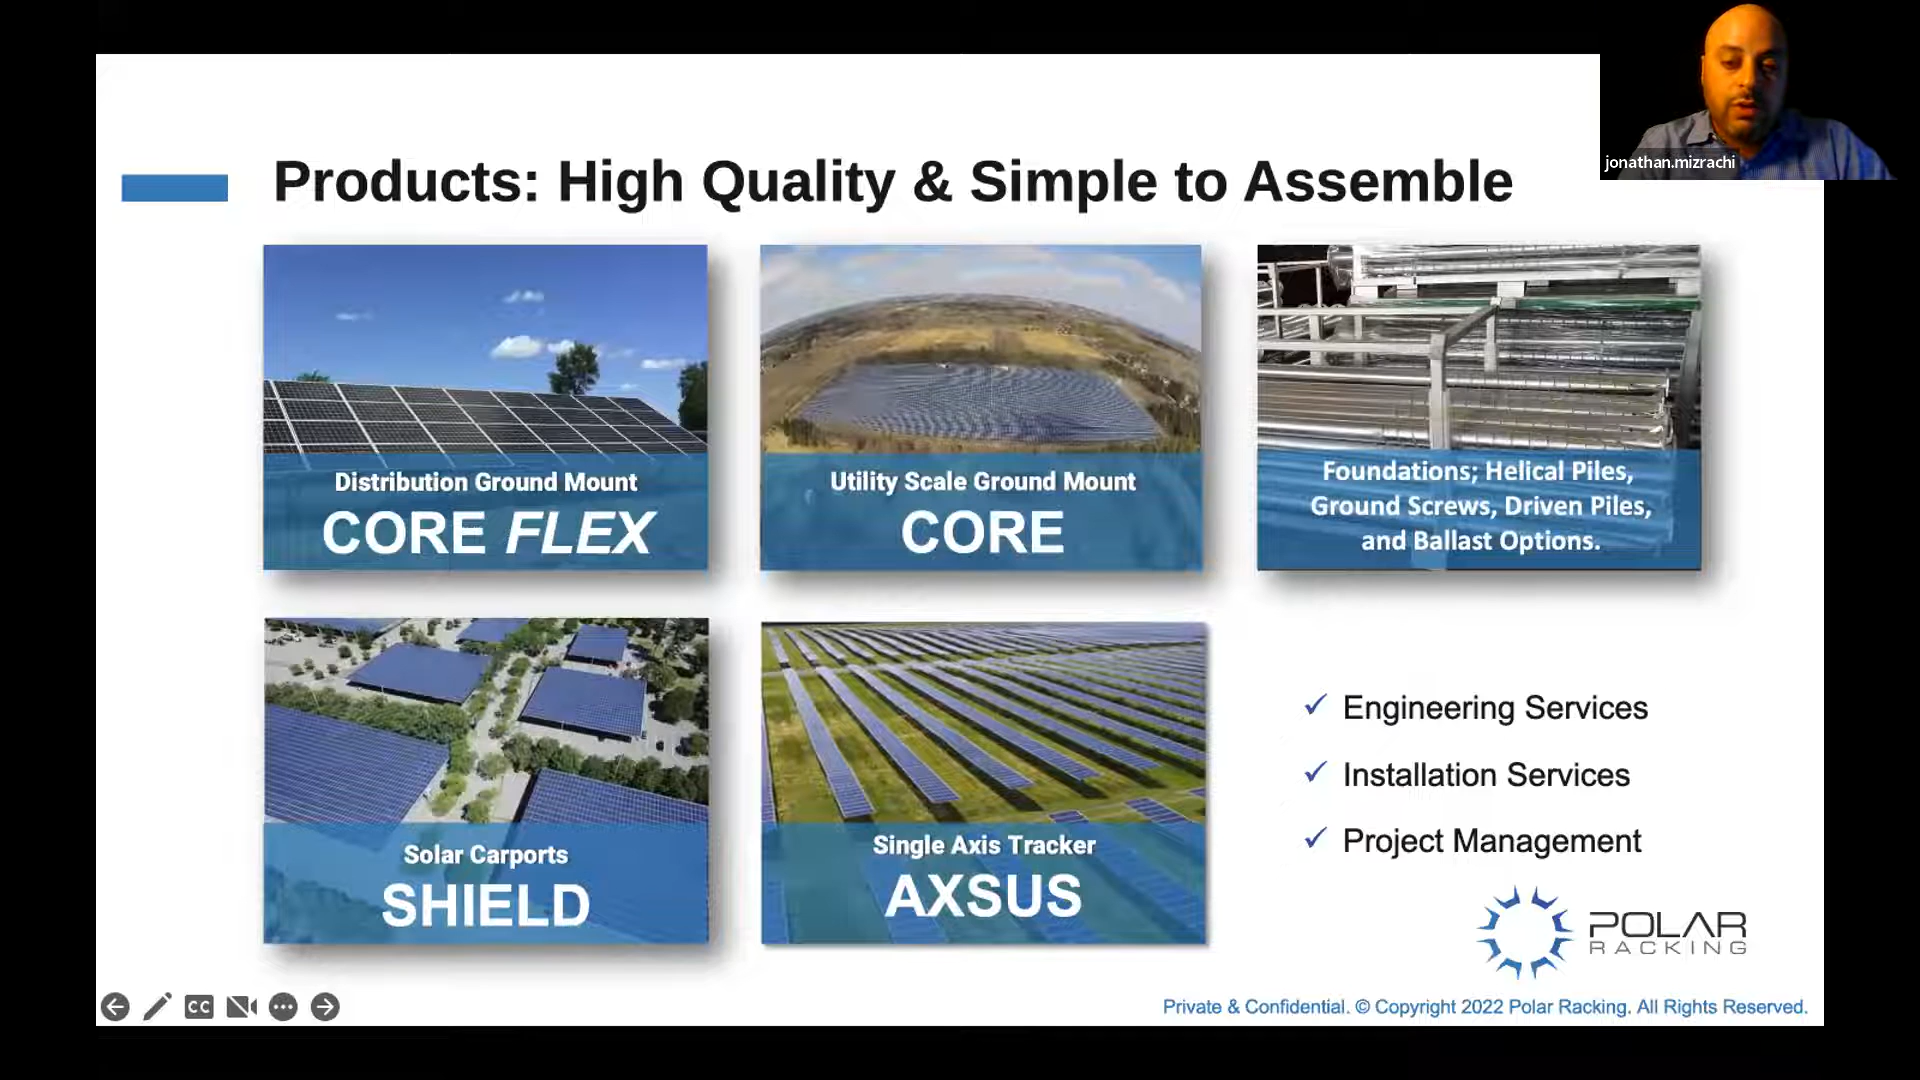 jonathan.mizrachi
Products: High Quality & Simple to Assemble
Distribution Ground Mount
CORE FLEX
Utility Scale Ground Mount
CORE
Foundations; Helical Piles,
Ground Screws, Driven Piles,
and Ballast Options.
Solar Carports
SHIELD
Single Axis Tracker
AXSUS
✓ Engineering Services
✓ Installation Services
✓ Project Management
POLAR
RACKING
CC
Private & Confidential. © Copyright 2022 Polar Racking. All Rights Reserved.